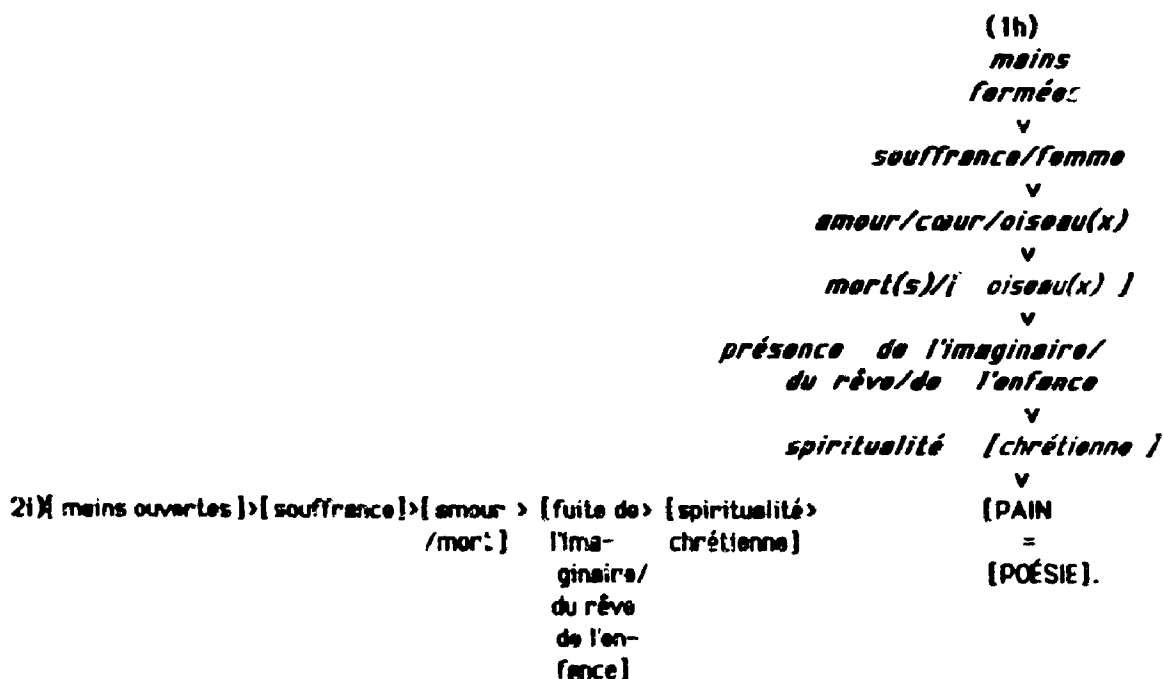 (1h)
mains
fermées
v
souffrance/femme
v
amour/cœur/oiseau(x)
v
mort(s)/[ oiseau(x) ]
v
présence de l'imaginaire/
du rêve/de l'enfance
v
spiritualité [chrétienne ]
v
2i)[ mains ouvertes ]>[ souffrance]>[ amour > [fuite de> [spiritualité> [PAIN
/mort] l'ima- chrétienne] =
ginaire/ [POÉSIE].
du rêve
de l'en-
fance]